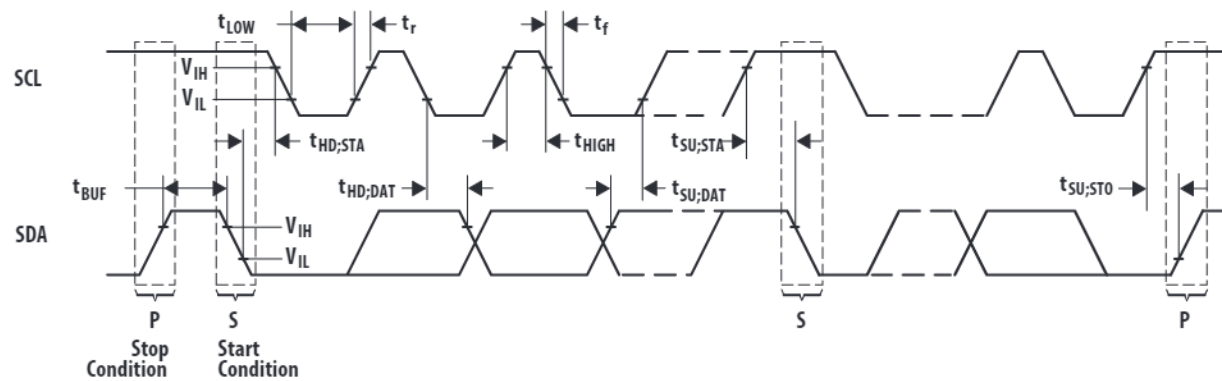 tLOW
tr
tf
SCL
VIH
VIL
tHD;STA
tHIGH
tSU;STA
tBUF
tHD;DAT
tSU;DAT
tSU;STO
SDA
VIH
VIL
P
S
S
P
Stop
Condition
Start
Condition